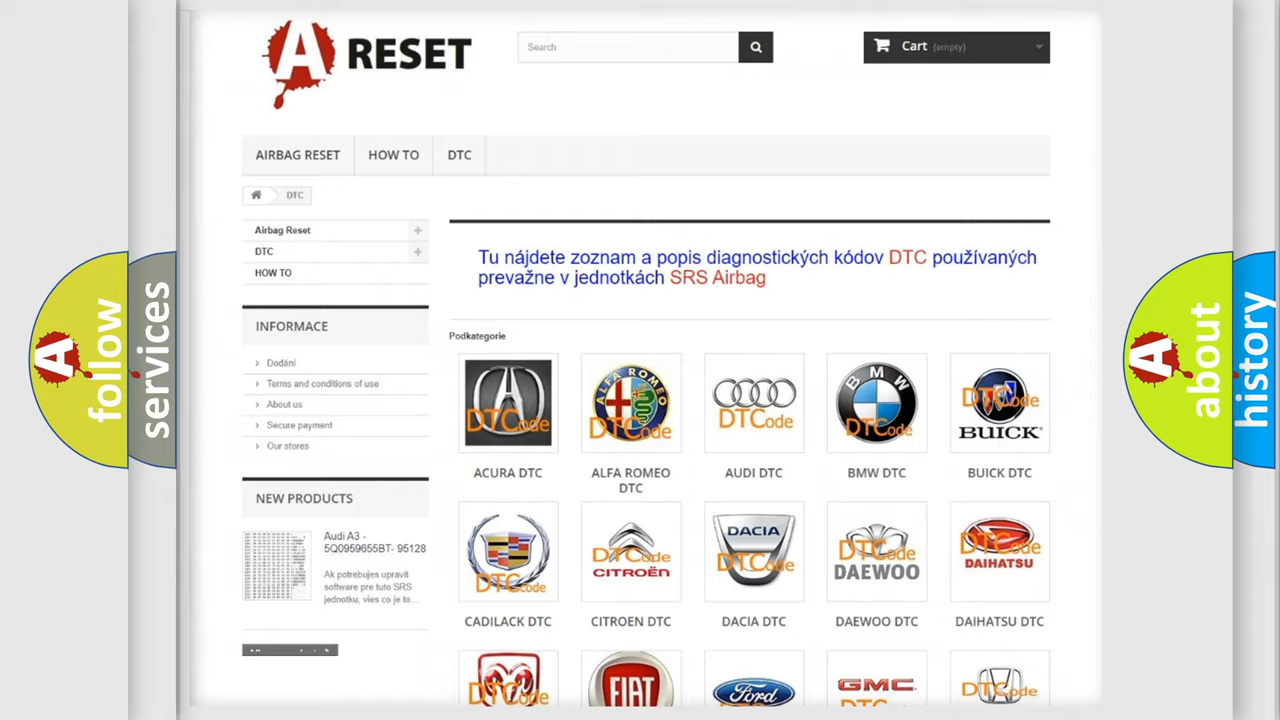 A RESET
Search
Cart (empty)
AIRBAG RESET
HOW TO
DTC
DTC
Airbag Reset
DTC
HOW TO
INFORMACE
Dodání
Terms and conditions of use
About us
Secure payment
Our stores
NEW PRODUCTS
Audi A3 -
5Q0959655BT- 95128
Ak potrebujes upravit
software pre tuto SRS
jednotku, vies co je to...
Tu nájdete zoznam a popis diagnostických kódov DTC používaných
prevažne v jednotkách SRS Airbag
Podkategorie
DTCode
ALFA ROMEO
DTCode
DTCode
BMW
DTCode
DTCode
BUICK
ACURA DTC
ALFA ROMEO
DTC
AUDI DTC
BMW DTC
BUICK DTC
DTCode
DTCode
CITROËN
DACIA
DTCode
DTCode
DAEWOO
DTCode
DAIHATSU
CADILACK DTC
CITROEN DTC
DACIA DTC
DAEWOO DTC
DAIHATSU DTC
DTCode
FIAT
Ford
GMC
DTCode
A follow
services
A about
history